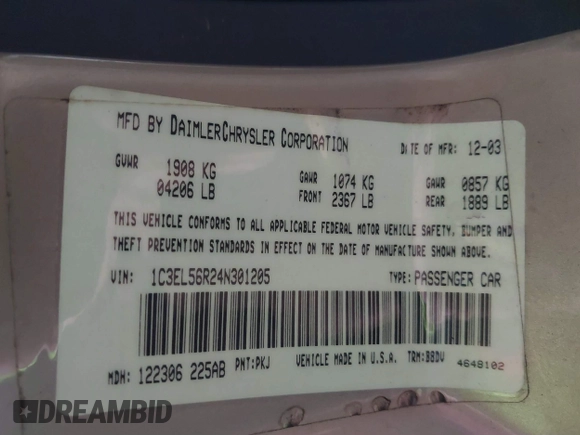 MFD BY DAIMLERCHRYSLER CORPORATION
DATE OF MFR: 12-03
GVWR 1908 KG
04206 LB
GAWR 1074 KG
FRONT 2367 LB
GAWR 0857 KG
REAR 1889 LB
THIS VEHICLE CONFORMS TO ALL APPLICABLE FEDERAL MOTOR VEHICLE SAFETY, BUMPER AND
THEFT PREVENTION STANDARDS IN EFFECT ON THE DATE OF MANUFACTURE SHOWN ABOVE.
VIN: 1C3EL56R24N301205 TYPE: PASSENGER CAR
MDH: 122306 225AB PNT: PKJ VEHICLE MADE IN U.S.A. TRM: BBDV 4648102
DREAMBID